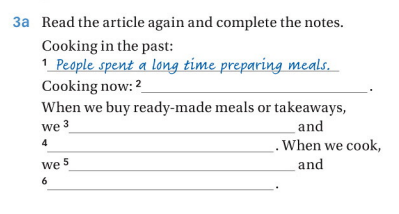 3a Read the article again and complete the notes.
Cooking in the past:
1 People spent a long time preparing meals.
Cooking now: 2 .
When we buy ready-made meals or takeaways,
we 3 and
4 . When we cook,
we 5 and
6 .